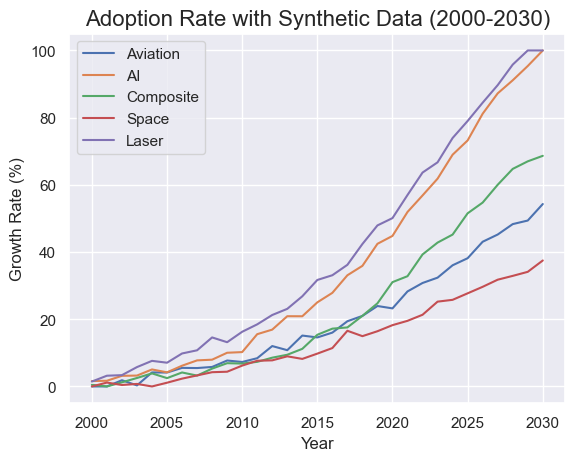 Adoption Rate with Synthetic Data (2000-2030)
Aviation
AI
Composite
Space
Laser
Growth Rate (%)
100
80
60
40
20
0
2000 2005 2010 2015 2020 2025 2030
Year